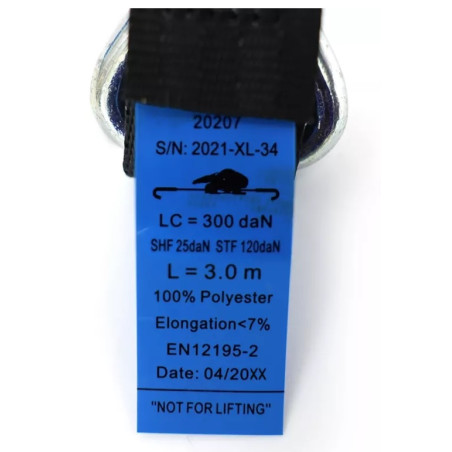 20207
S/N: 2021-XL-34
LC = 300 daN
SHF 25daN STF 120daN
L = 3.0 m
100% Polyester
Elongation<7%
EN12195-2
Date: 04/20XX
"NOT FOR LIFTING"